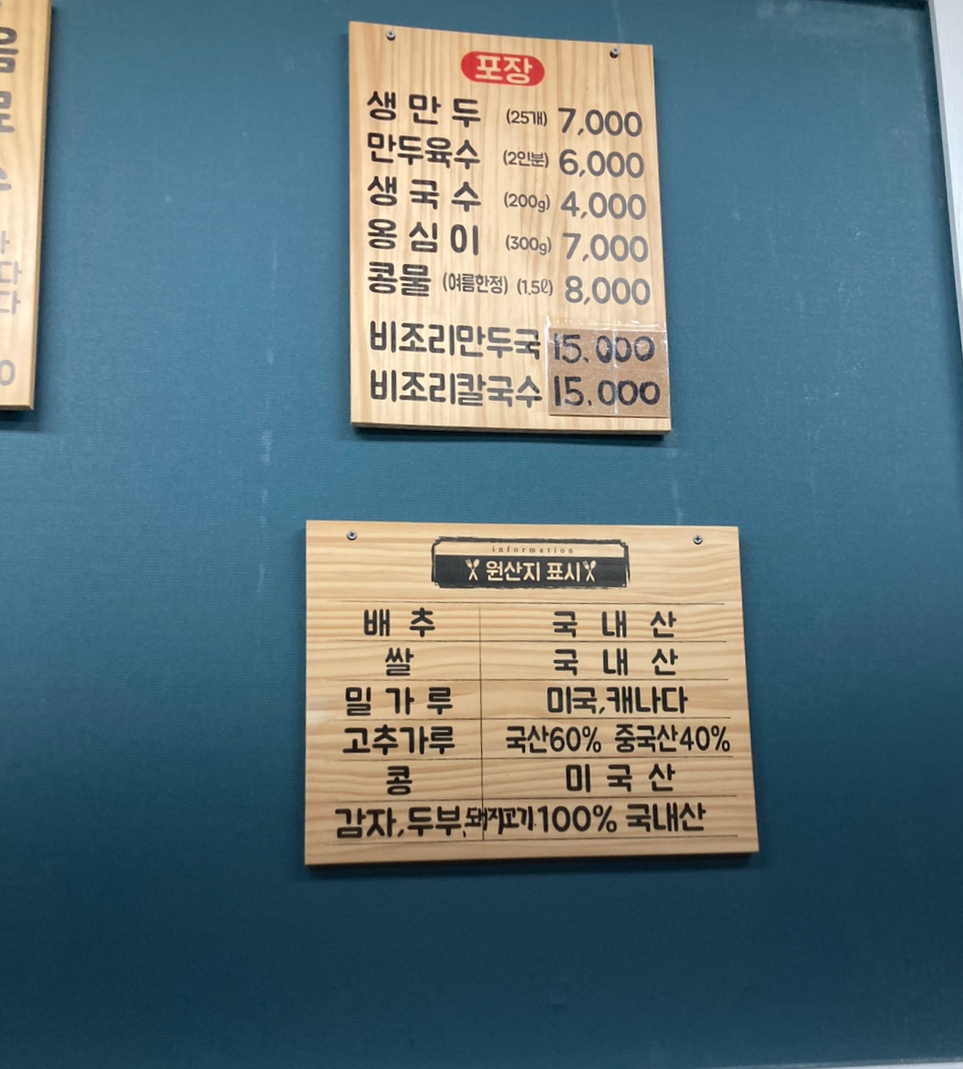 포장
생만두 (25개) 7,000
만두육수 (2인분) 6,000
생국수 (200g) 4,000
옹심이 (300g) 7,000
콩물 (여름한정) (1.5ℓ) 8,000
비조리만두국 15.000
비조리칼국수 15.000
information
원산지 표시
배추 국내산
쌀 국내산
밀가루 미국,캐나다
고추가루 국산60% 중국산40%
콩 미국산
감자,두부,돼지고기100% 국내산